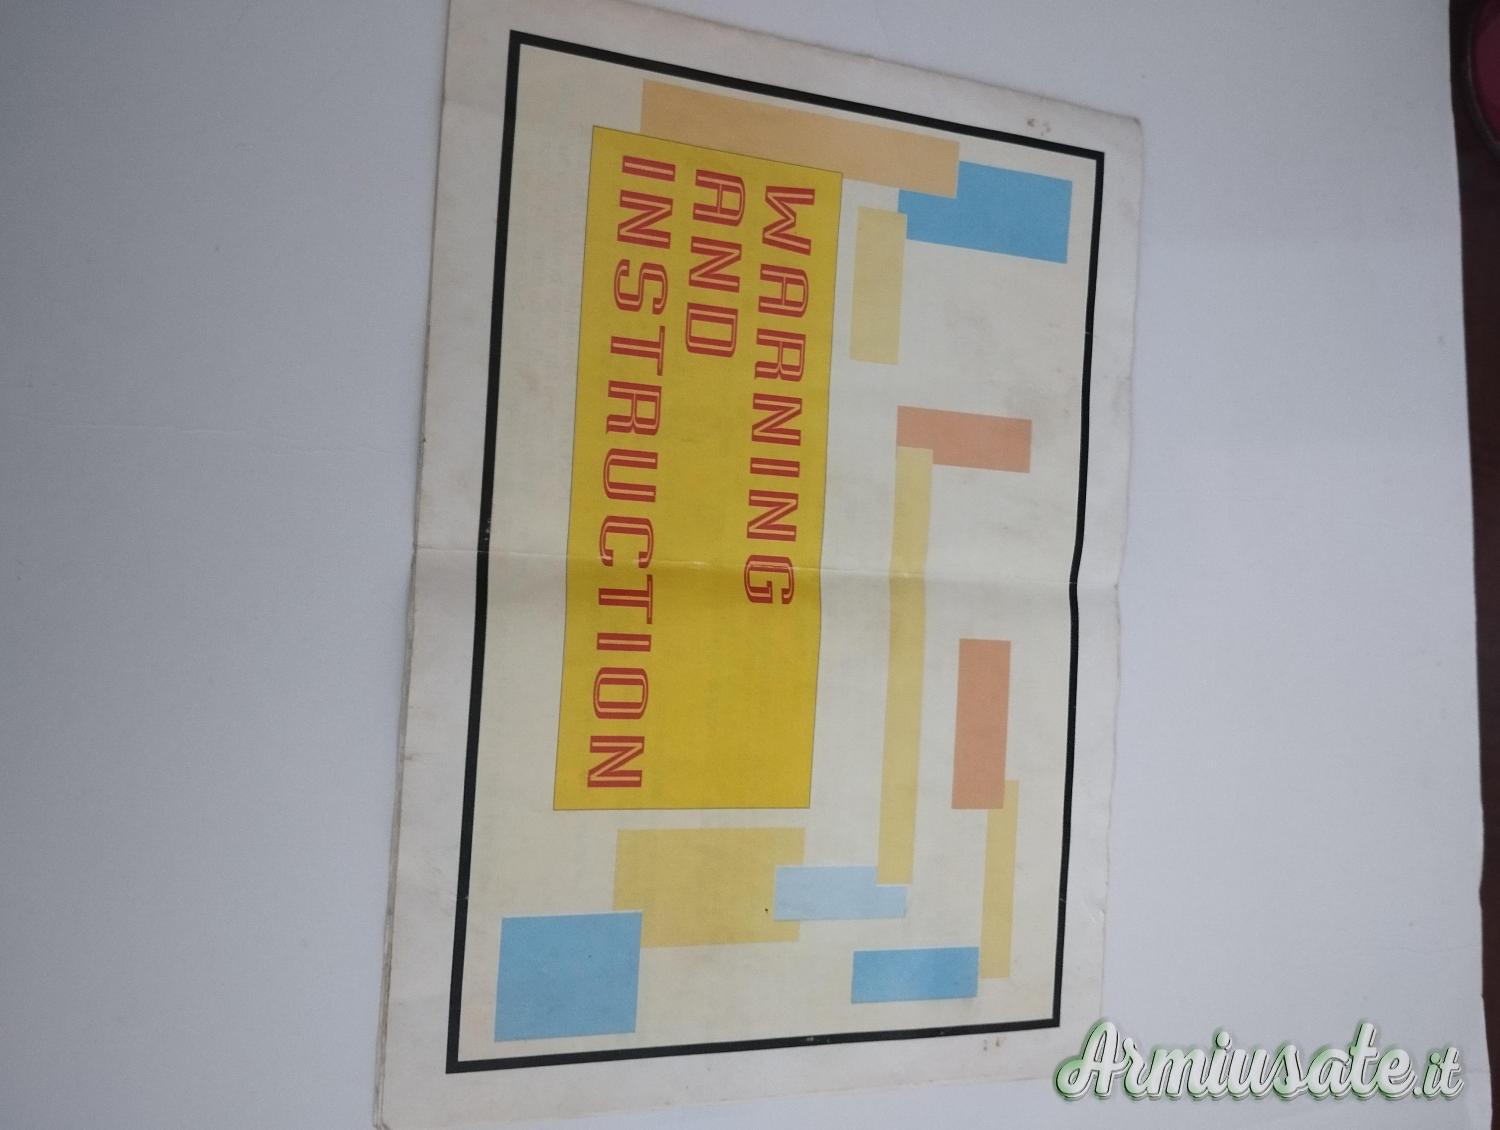 WARNING
AND
INSTRUCTION
Armiusate.it